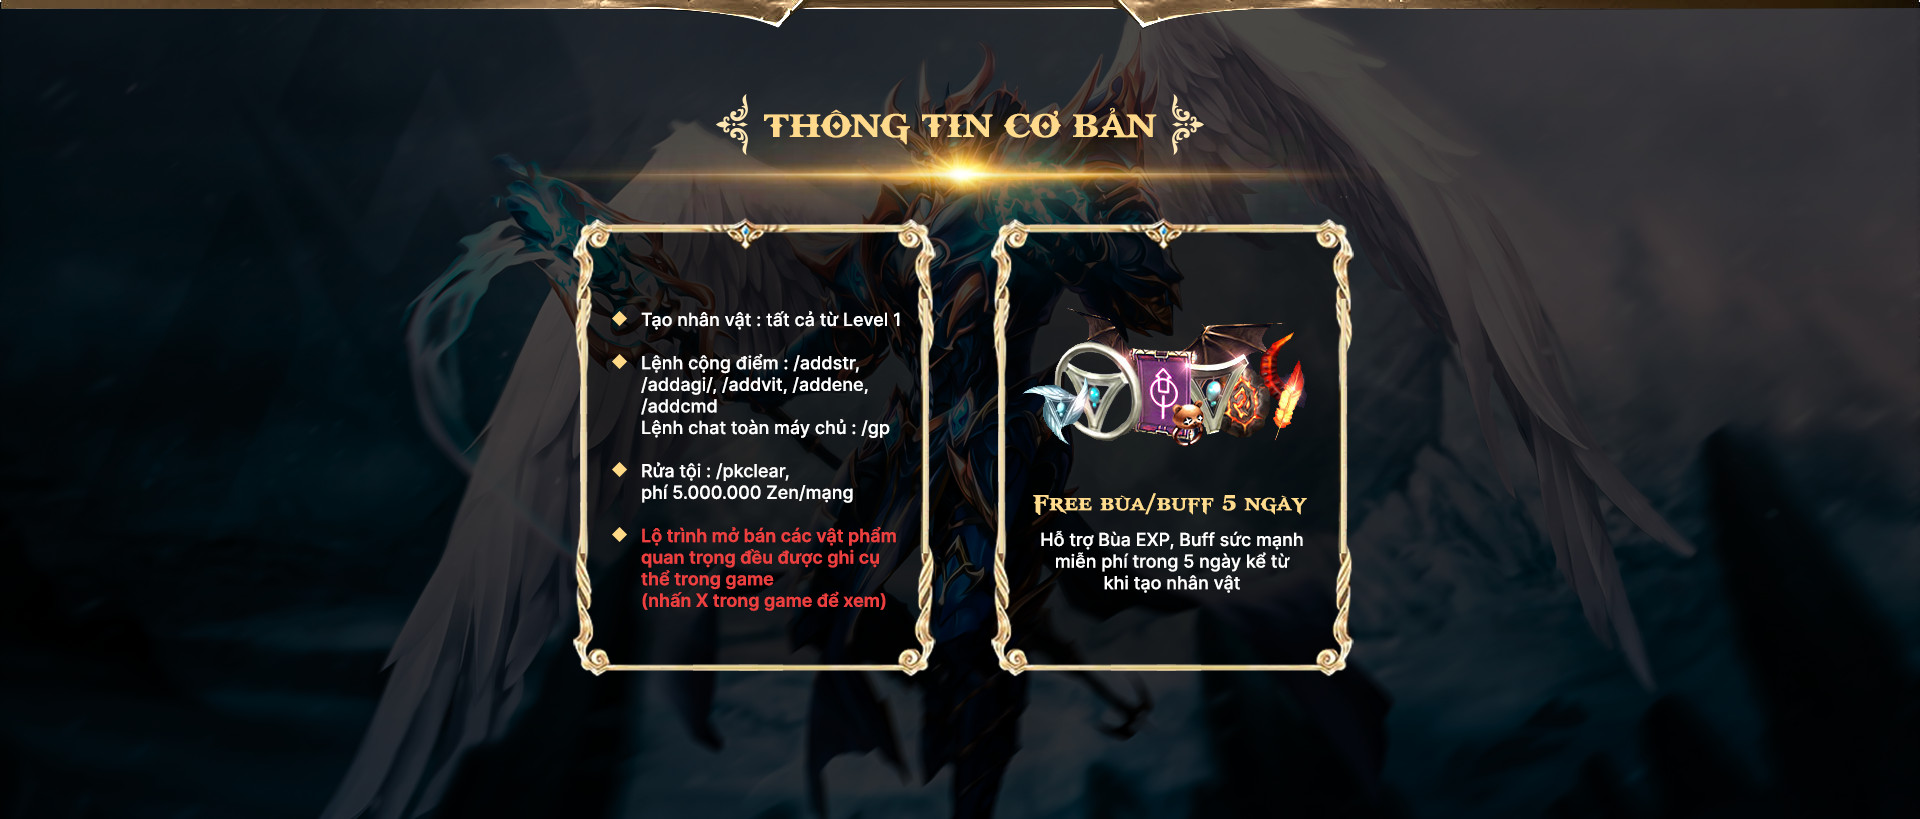 THÔNG TIN CƠ BẢN
Tạo nhân vật : tất cả từ Level 1
Lệnh cộng điểm : /addstr,
/addagi/, /addvit, /addene,
/addcmd
Lệnh chat toàn máy chủ : /gp
Rửa tội : /pkclear,
phí 5.000.000 Zen/mạng
Lộ trình mở bán các vật phẩm
quan trọng đều được ghi cụ
thể trong game
(nhấn X trong game để xem)
FREE BÙA/BUFF 5 NGÀY
Hỗ trợ Bùa EXP, Buff sức mạnh
miễn phí trong 5 ngày kể từ
khi tạo nhân vật